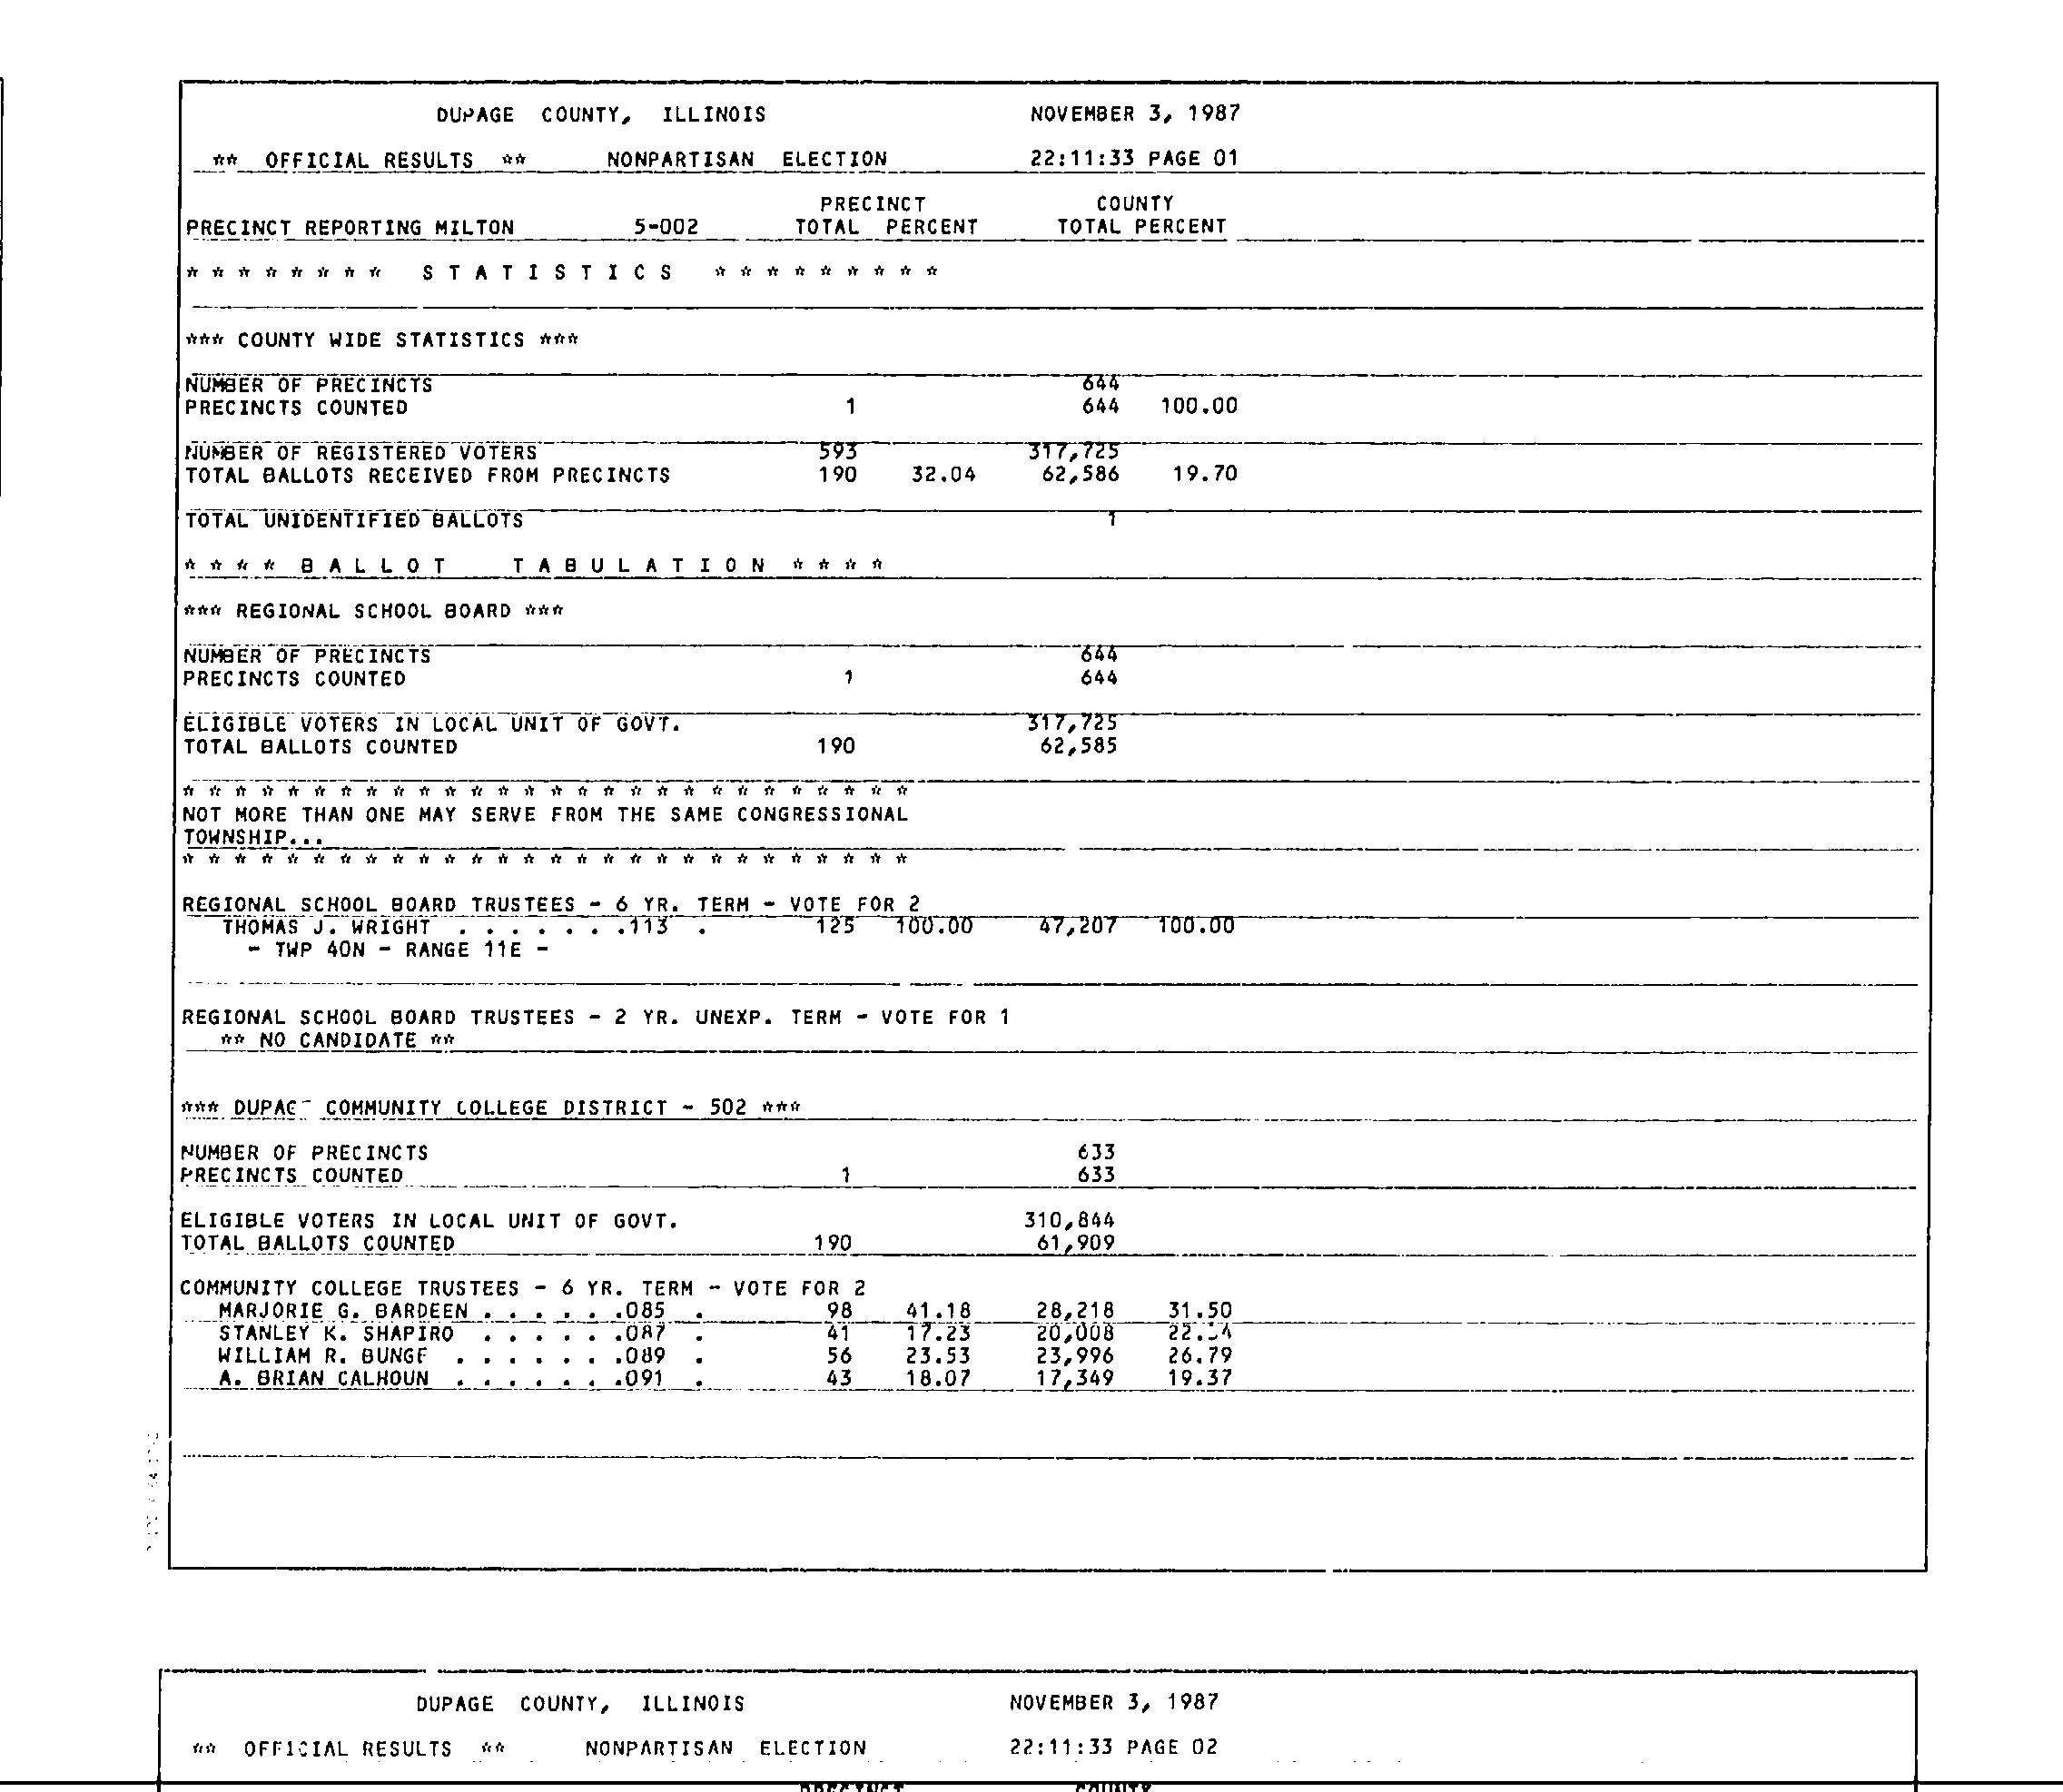 DUPAGE COUNTY, ILLINOIS NOVEMBER 3, 1987
** OFFICIAL RESULTS ** NONPARTISAN ELECTION 22:11:33 PAGE 01
PRECINCT COUNTY
PRECINCT REPORTING MILTON 5-002 TOTAL PERCENT TOTAL PERCENT
* * * * * * * * S T A T I S T I C S * * * * * * * * *
*** COUNTY WIDE STATISTICS ***
NUMBER OF PRECINCTS 644
PRECINCTS COUNTED 1 644 100.00
NUMBER OF REGISTERED VOTERS 593 317,725
TOTAL BALLOTS RECEIVED FROM PRECINCTS 190 32.04 62,586 19.70
TOTAL UNIDENTIFIED BALLOTS 1
* * * * B A L L O T T A B U L A T I O N * * * *
*** REGIONAL SCHOOL BOARD ***
NUMBER OF PRECINCTS 644
PRECINCTS COUNTED 1 644
ELIGIBLE VOTERS IN LOCAL UNIT OF GOVT. 317,725
TOTAL BALLOTS COUNTED 190 62,585
* * * * * * * * * * * * * * * * * * * * * * * * * * * *
NOT MORE THAN ONE MAY SERVE FROM THE SAME CONGRESSIONAL
TOWNSHIP...
* * * * * * * * * * * * * * * * * * * * * * * * * * * *
REGIONAL SCHOOL BOARD TRUSTEES - 6 YR. TERM - VOTE FOR 2
THOMAS J. WRIGHT . . . . . . .113 . 125 100.00 47,207 100.00
- TWP 40N - RANGE 11E -
REGIONAL SCHOOL BOARD TRUSTEES - 2 YR. UNEXP. TERM - VOTE FOR 1
** NO CANDIDATE **
*** COMMUNITY COLLEGE DISTRICT - 502 ***
NUMBER OF PRECINCTS 633
PRECINCTS COUNTED 1 633
ELIGIBLE VOTERS IN LOCAL UNIT OF GOVT. 310,844
TOTAL BALLOTS COUNTED 190 61,909
COMMUNITY COLLEGE TRUSTEES - 6 YR. TERM - VOTE FOR 2
MARJORIE G. BARDEEN . . . . . .085 . 98 41.18 28,218 31.50
STANLEY K. SHAPIRO . . . . . .087 . 41 17.23 20,008
WILLIAM R. BUNGE . . . . . . .089 . 56 23.53 23,996 26.79
A. BRIAN CALHOUN . . . . . . .091 . 43 18.07 17,349 19.37
DUPAGE COUNTY, ILLINOIS NOVEMBER 3, 1987
** OFFICIAL RESULTS ** NONPARTISAN ELECTION 22:11:33 PAGE 02
PRECINCT COUNTY